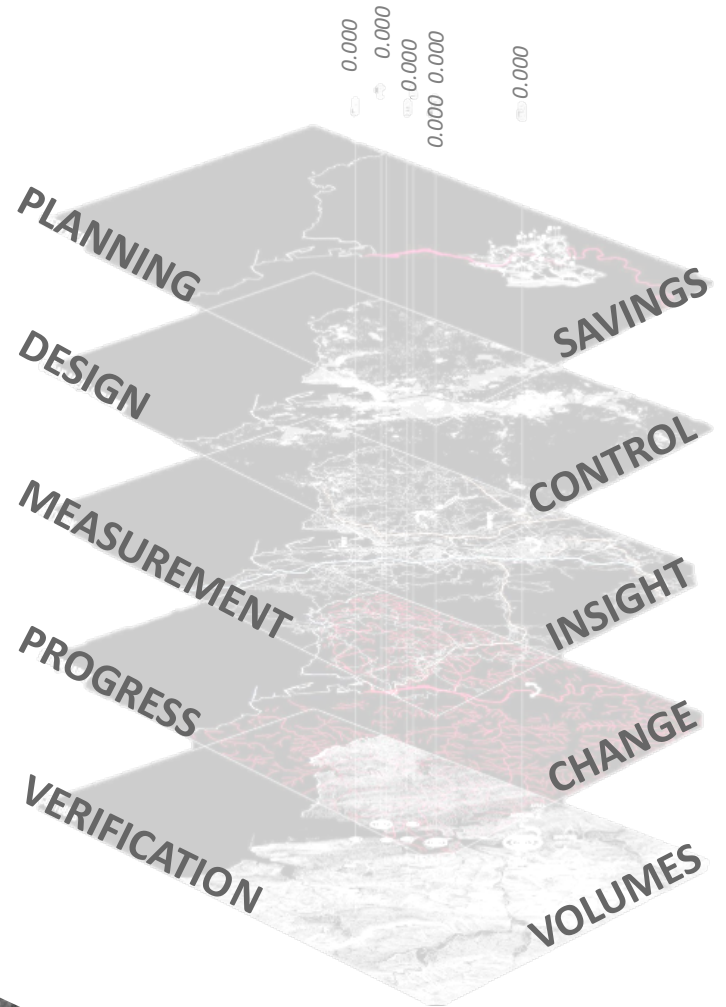 0.000
0.000
0.000
0.000
0.000
0.000
PLANNING
SAVINGS
DESIGN
CONTROL
MEASUREMENT
INSIGHT
PROGRESS
CHANGE
VERIFICATION
VOLUMES